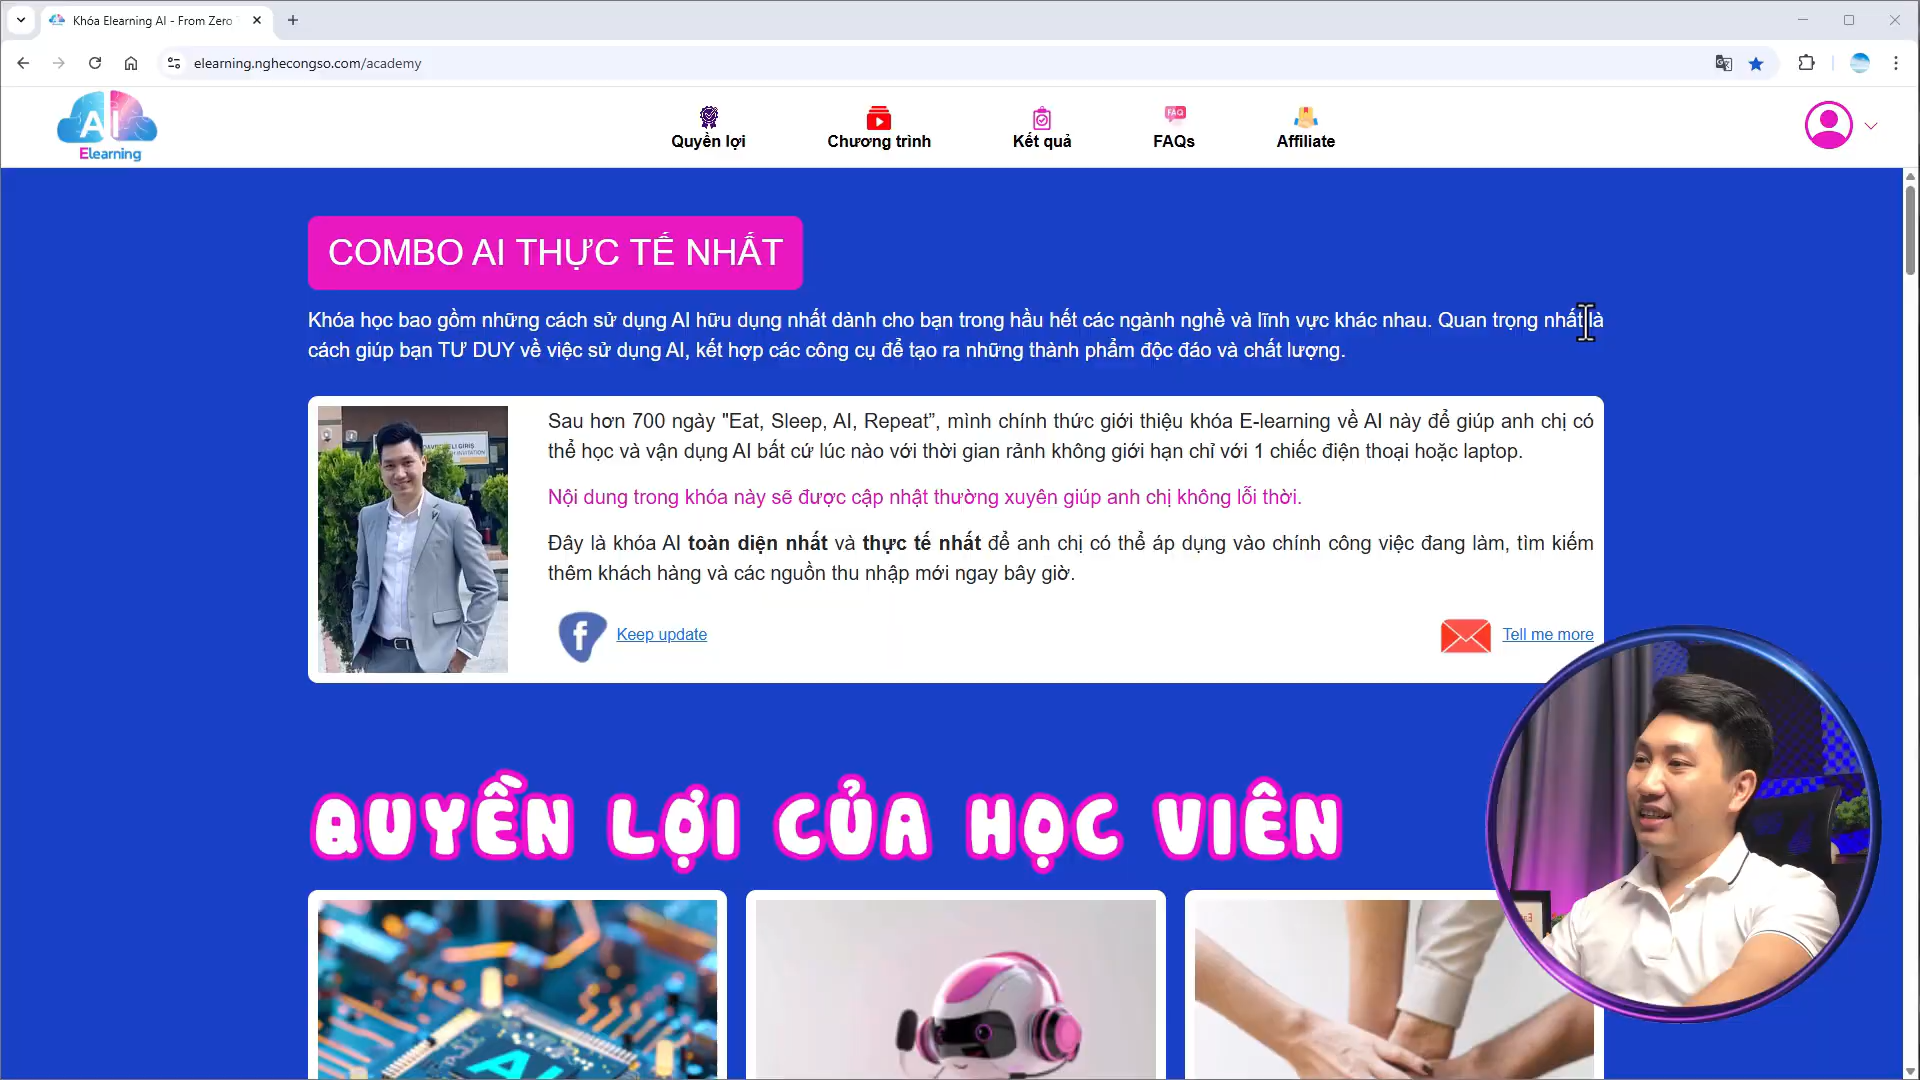 Khóa Elearning AI - From Zero
elearning.nghecongso.com/academy
AI
Elearning
Quyền lợi
Chương trình
Kết quả
FAQ
FAQs
Affiliate
COMBO AI THỰC TẾ NHẤT
Khóa học bao gồm những cách sử dụng AI hữu dụng nhất dành cho bạn trong hầu hết các ngành nghề và lĩnh vực khác nhau. Quan trọng nhất là
cách giúp bạn TƯ DUY về việc sử dụng AI, kết hợp các công cụ để tạo ra những thành phẩm độc đáo và chất lượng.
Sau hơn 700 ngày "Eat, Sleep, AI, Repeat”, mình chính thức giới thiệu khóa E-learning về AI này để giúp anh chị có
thể học và vận dụng AI bất cứ lúc nào với thời gian rảnh không giới hạn chỉ với 1 chiếc điện thoại hoặc laptop.
Nội dung trong khóa này sẽ được cập nhật thường xuyên giúp anh chị không lỗi thời.
Đây là khóa AI toàn diện nhất và thực tế nhất để anh chị có thể áp dụng vào chính công việc đang làm, tìm kiếm
thêm khách hàng và các nguồn thu nhập mới ngay bây giờ.
Keep update
Tell me more
QUYỀN LỢI CỦA HỌC VIÊN
AI